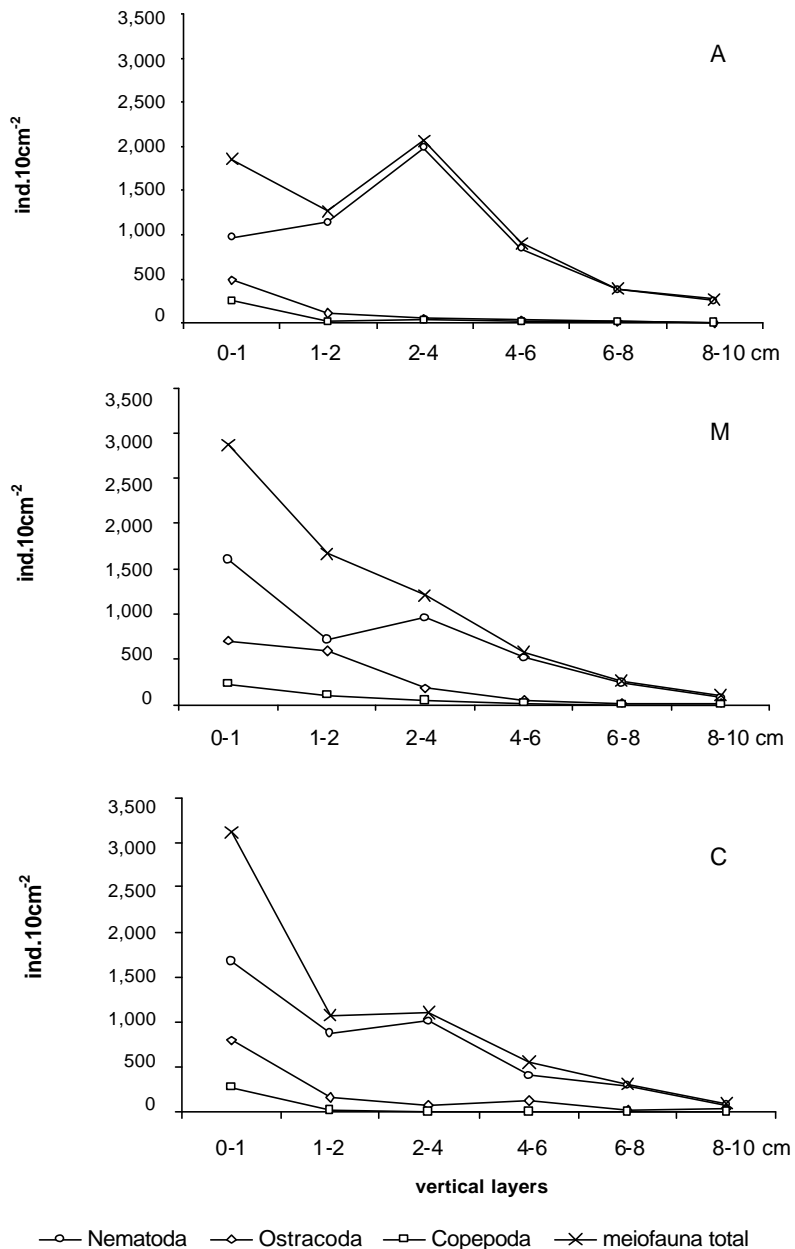 3,500
3,000
2,500
2,000
1,500
1,000
500
0
ind.10cm-2
A
0-1 1-2 2-4 4-6 6-8 8-10 cm
3,500
3,000
2,500
2,000
1,500
1,000
500
0
ind.10cm-2
M
0-1 1-2 2-4 4-6 6-8 8-10 cm
3,500
3,000
2,500
2,000
1,500
1,000
500
0
ind.10cm-2
C
0-1 1-2 2-4 4-6 6-8 8-10 cm
vertical layers
Nematoda Ostracoda Copepoda meiofauna total